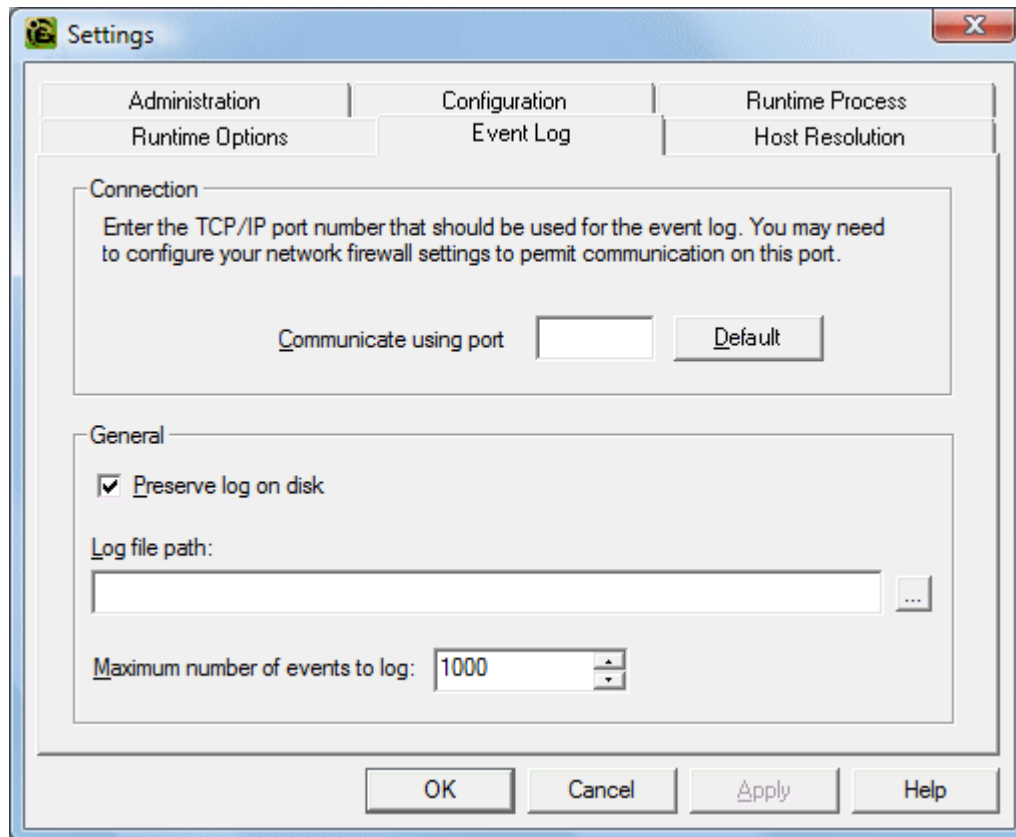 Settings
Administration
Configuration
Runtime Process
Runtime Options
Event Log
Host Resolution
Connection
Enter the TCP/IP port number that should be used for the event log. You may need
to configure your network firewall settings to permit communication on this port.
Communicate using port
Default
General
Preserve log on disk
Log file path:
...
Maximum number of events to log: 1000
OK
Cancel
Apply
Help